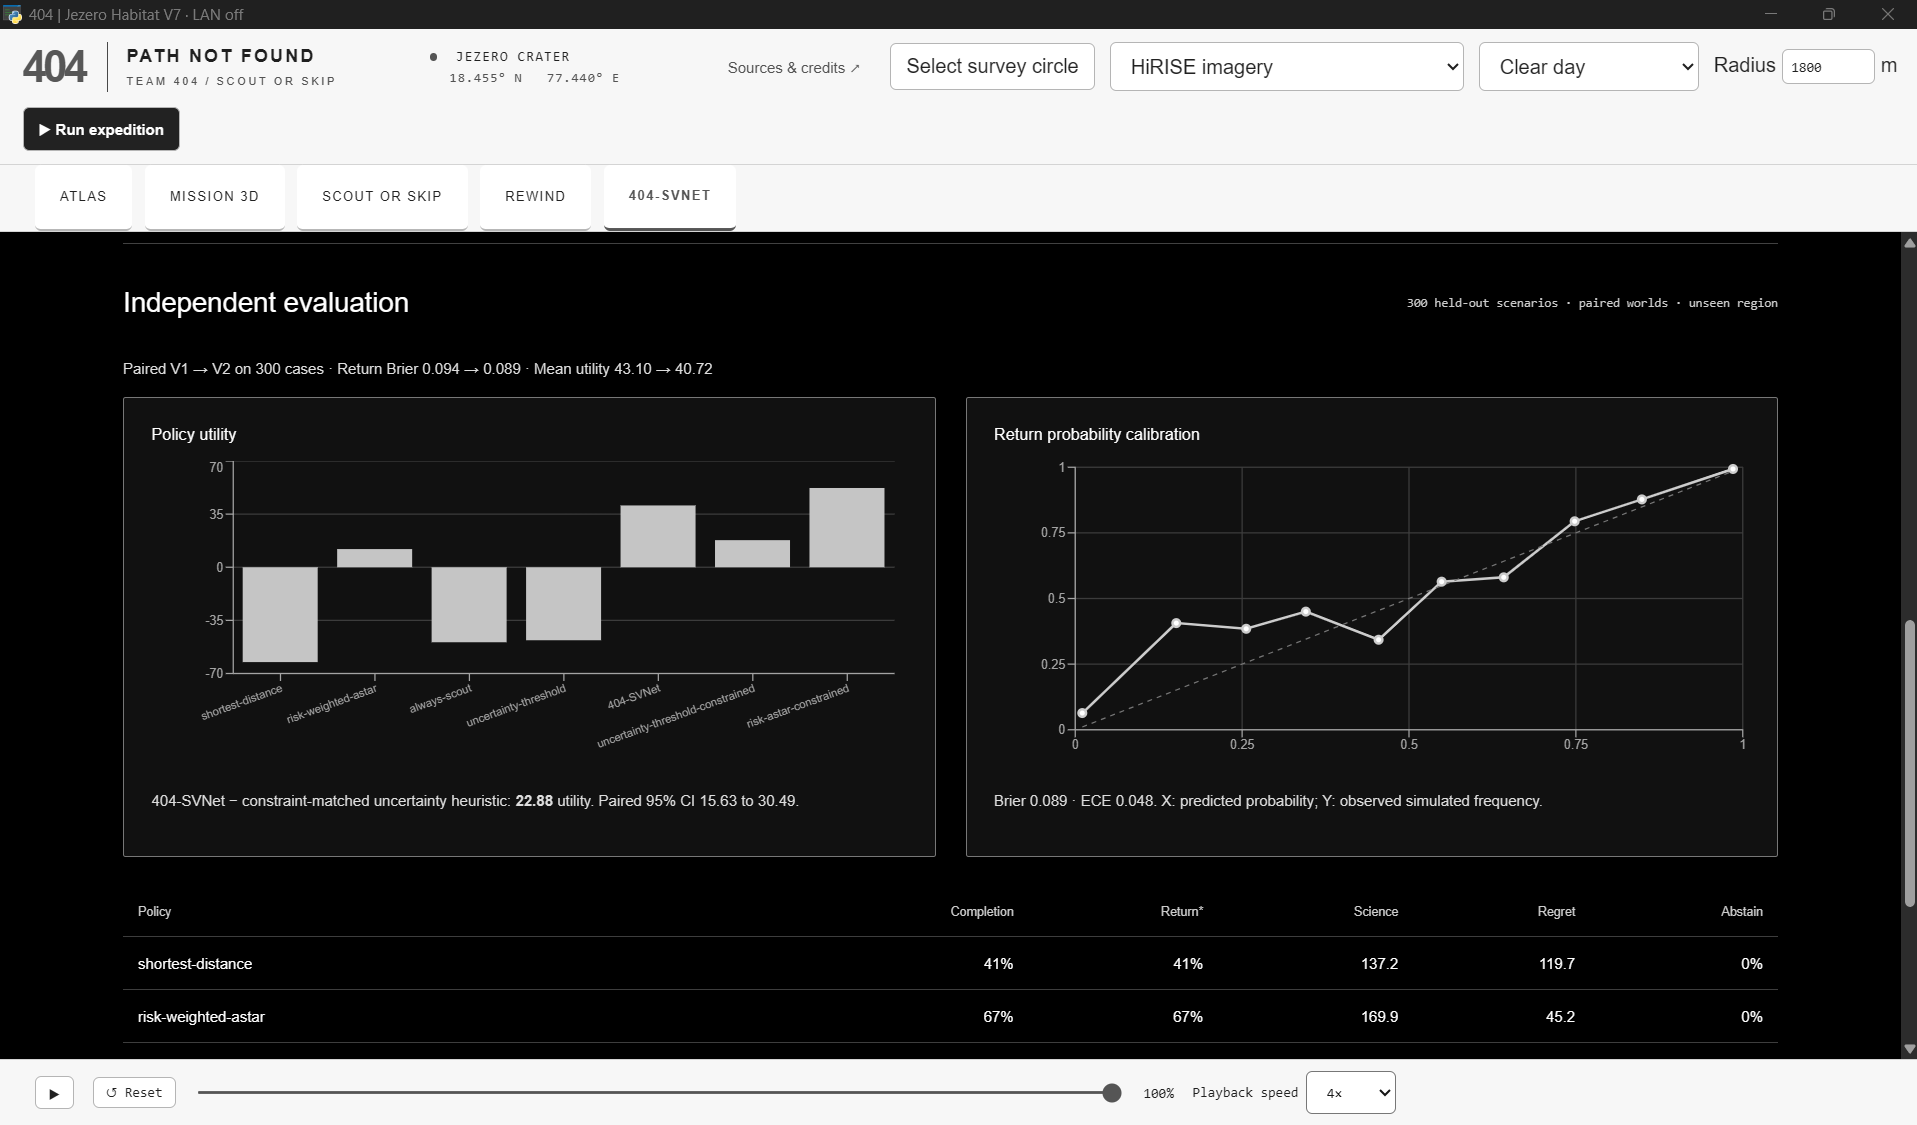 404 | Jezero Habitat V7 · LAN off
404
PATH NOT FOUND
TEAM 404 / SCOUT OR SKIP
JEZERO CRATER
18.455° N 77.440° E
Sources & credits ↗
Select survey circle
HiRISE imagery
Clear day
Radius 1800 m
▶ Run expedition
ATLAS
MISSION 3D
SCOUT OR SKIP
REWIND
404-SVNET
Independent evaluation
300 held-out scenarios · paired worlds · unseen region
Paired V1 → V2 on 300 cases · Return Brier 0.094 → 0.089 · Mean utility 43.10 → 40.72
Policy utility
70
35
0
-35
-70
shortest-distance
risk-weighted-astar
always-scout
uncertainty-threshold
404-SVNet
uncertainty-threshold-constrained
risk-astar-constrained
404-SVNet − constraint-matched uncertainty heuristic: 22.88 utility. Paired 95% CI 15.63 to 30.49.
Return probability calibration
1
0.75
0.5
0.25
0
0 0.25 0.5 0.75 1
Brier 0.089 · ECE 0.048. X: predicted probability; Y: observed simulated frequency.
Policy Completion Return* Science Regret Abstain
shortest-distance 41% 41% 137.2 119.7 0%
risk-weighted-astar 67% 67% 169.9 45.2 0%
▶
↺ Reset
100%
Playback speed
4×